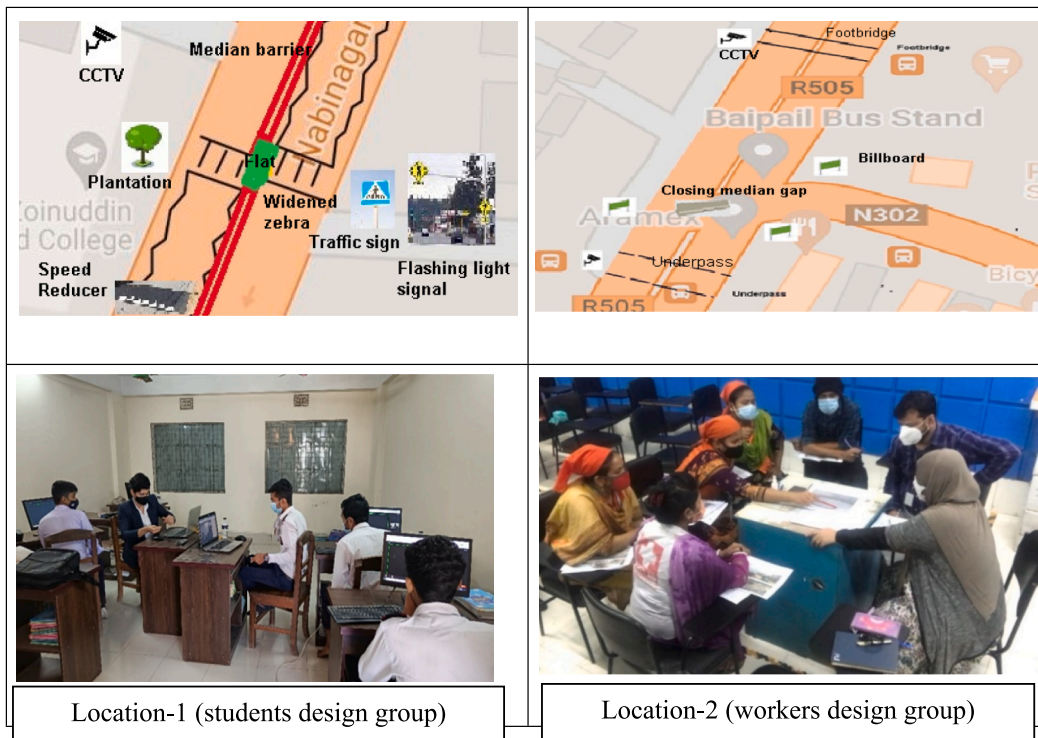 Median barrier
CCTV
Nabinagar
Plantation
Flat
Widened
zebra
Traffic sign
Flashing light
signal
Zoinuddin
d College
Speed
Reducer
Footbridge
CCTV
Footbridge
R505
Baipail Bus Stand
Billboard
Closing median gap
Aramex
N302
Underpass
Underpass
R505
Bicy
Location-1 (students design group)
Location-2 (workers design group)